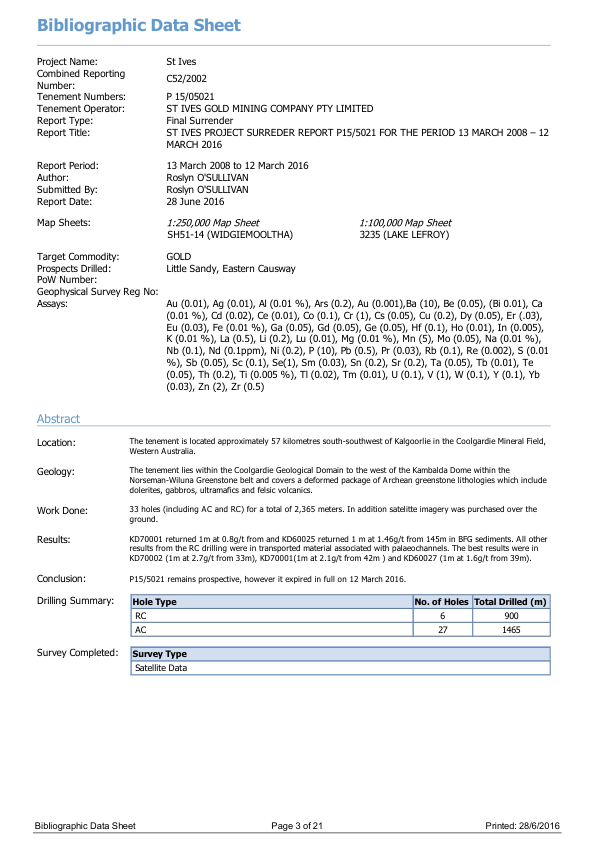 Bibliographic Data Sheet
Project Name: St Ives
Combined Reporting Number: C52/2002
Tenement Numbers: P 15/05021
Tenement Operator: ST IVES GOLD MINING COMPANY PTY LIMITED
Report Type: Final Surrender
Report Title: ST IVES PROJECT SURREDER REPORT P15/5021 FOR THE PERIOD 13 MARCH 2008 – 12
MARCH 2016
Report Period: 13 March 2008 to 12 March 2016
Author: Roslyn O'SULLIVAN
Submitted By: Roslyn O'SULLIVAN
Report Date: 28 June 2016
Map Sheets: 1:250,000 Map Sheet 1:100,000 Map Sheet
SH51-14 (WIDGIEMOOLTHA) 3235 (LAKE LEFROY)
Target Commodity: GOLD
Prospects Drilled: Little Sandy, Eastern Causway
PoW Number:
Geophysical Survey Reg No:
Assays: Au (0.01), Ag (0.01), Al (0.01 %), Ars (0.2), Au (0.001),Ba (10), Be (0.05), (Bi 0.01), Ca
(0.01 %), Cd (0.02), Ce (0.01), Co (0.1), Cr (1), Cs (0.05), Cu (0.2), Dy (0.05), Er (.03),
Eu (0.03), Fe (0.01 %), Ga (0.05), Gd (0.05), Ge (0.05), Hf (0.1), Ho (0.01), In (0.005),
K (0.01 %), La (0.5), Li (0.2), Lu (0.01), Mg (0.01 %), Mn (5), Mo (0.05), Na (0.01 %),
Nb (0.1), Nd (0.1ppm), Ni (0.2), P (10), Pb (0.5), Pr (0.03), Rb (0.1), Re (0.002), S (0.01
%), Sb (0.05), Sc (0.1), Se(1), Sm (0.03), Sn (0.2), Sr (0.2), Ta (0.05), Tb (0.01), Te
(0.05), Th (0.2), Ti (0.005 %), Tl (0.02), Tm (0.01), U (0.1), V (1), W (0.1), Y (0.1), Yb
(0.03), Zn (2), Zr (0.5)
Abstract
Location: The tenement is located approximately 57 kilometres south-southwest of Kalgoorlie in the Coolgardie Mineral Field,
Western Australia.
Geology: The tenement lies within the Coolgardie Geological Domain to the west of the Kambalda Dome within the
Norseman-Wiluna Greenstone belt and covers a deformed package of Archean greenstone lithologies which include
dolerites, gabbros, ultramafics and felsic volcanics.
Work Done: 33 holes (including AC and RC) for a total of 2,365 meters. In addition satelitte imagery was purchased over the
ground.
Results: KD70001 returned 1m at 0.8g/t from and KD60025 returned 1 m at 1.46g/t from 145m in BFG sediments. All other
results from the RC drilling were in transported material associated with palaeochannels. The best results were in
KD70002 (1m at 2.7g/t from 33m), KD70001(1m at 2.1g/t from 42m ) and KD60027 (1m at 1.6g/t from 39m).
Conclusion: P15/5021 remains prospective, however it expired in full on 12 March 2016.
Drilling Summary: Hole Type No. of Holes Total Drilled (m)
RC 6 900
AC 27 1465
Survey Completed: Survey Type
Satellite Data
Bibliographic Data Sheet Page 3 of 21 Printed: 28/6/2016